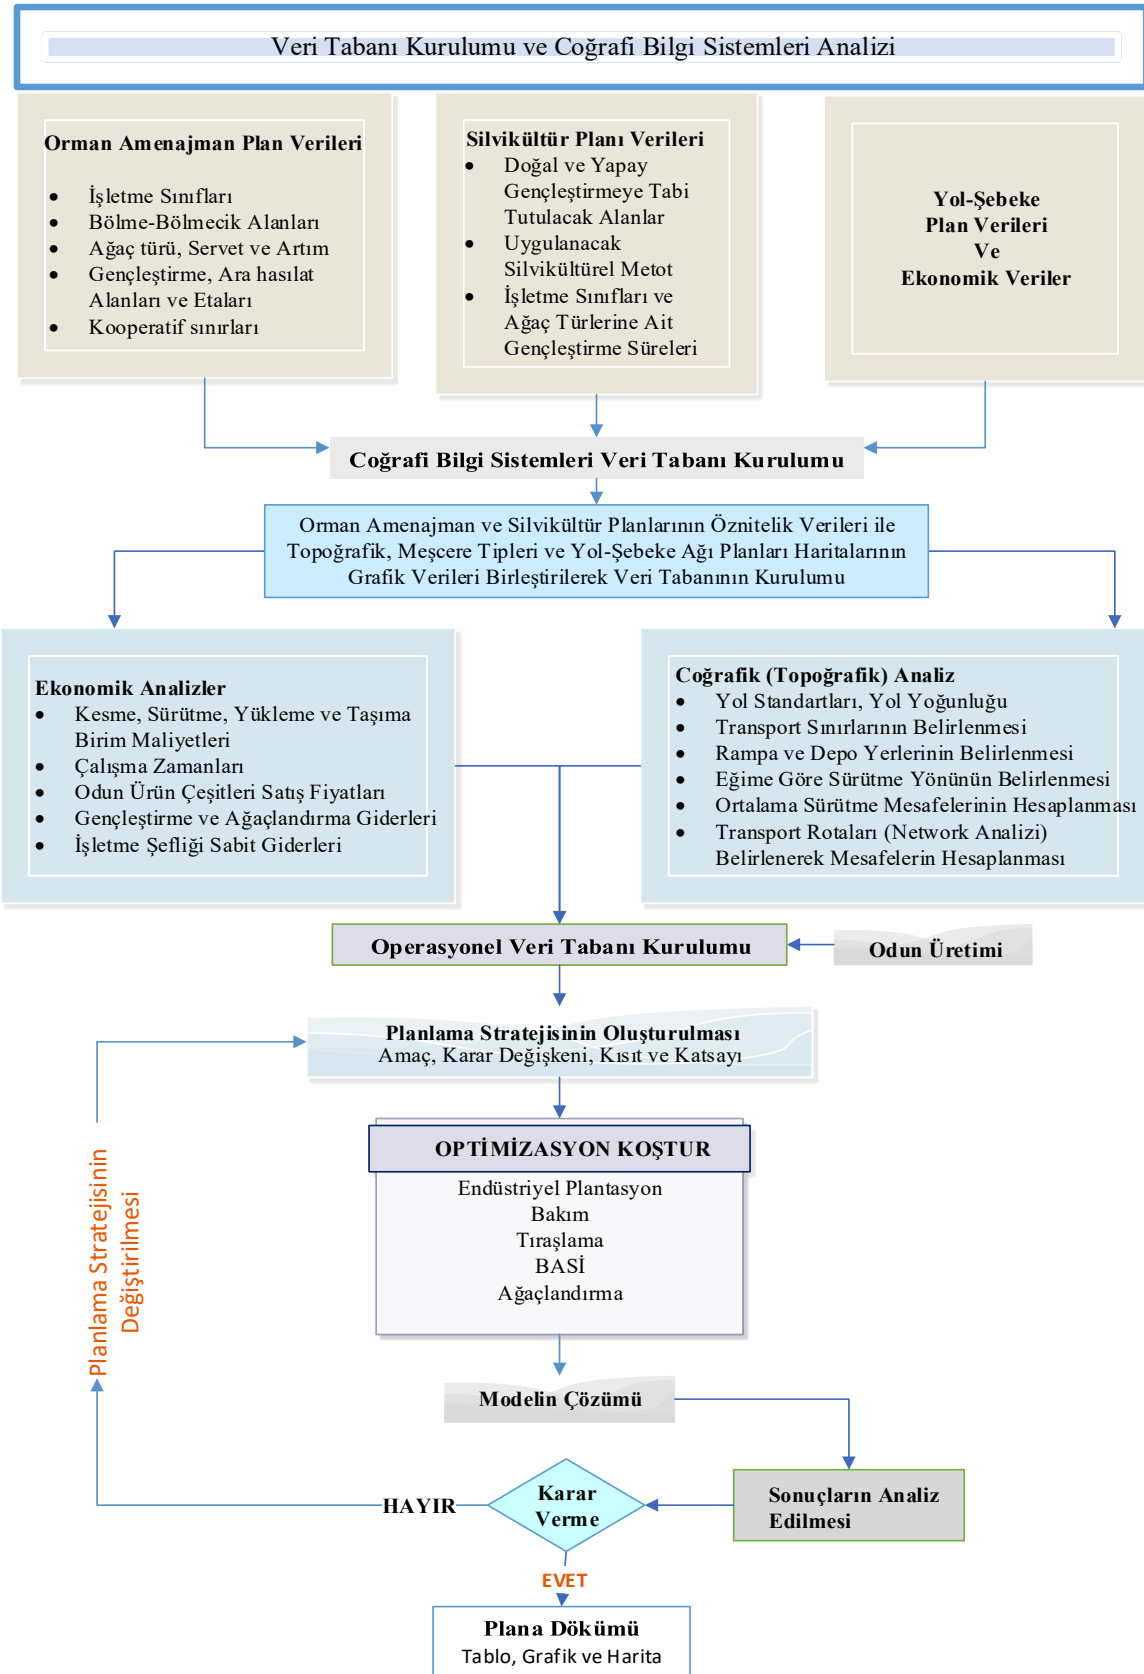 Veri Tabanı Kurulumu ve Coğrafi Bilgi Sistemleri Analizi
Orman Amenajman Plan Verileri
• İşletme Sınıfları
• Bölme-Bölmecik Alanları
• Ağaç türü, Servet ve Artım
• Gençleştirme, Ara hasılat
Alanları ve Etaları
• Kooperatif sınırları
Silvikültür Planı Verileri
• Doğal ve Yapay
Gençleştirmeye Tabi
Tutulacak Alanlar
• Uygulanacak
Silvikültürel Metot
• İşletme Sınıfları ve
Ağaç Türlerine Ait
Gençleştirme Süreleri
Yol-Şebeke
Plan Verileri
Ve
Ekonomik Veriler
Coğrafi Bilgi Sistemleri Veri Tabanı Kurulumu
Orman Amenajman ve Silvikültür Planlarının Öznitelik Verileri ile
Topoğrafik, Meşcere Tipleri ve Yol-Şebeke Ağı Planları Haritalarının
Grafik Verileri Birleştirilerek Veri Tabanının Kurulumu
Ekonomik Analizler
• Kesme, Sürütme, Yükleme ve Taşıma
Birim Maliyetleri
• Çalışma Zamanları
• Odun Ürün Çeşitleri Satış Fiyatları
• Gençleştirme ve Ağaçlandırma Giderleri
• İşletme Şefliği Sabit Giderleri
Coğrafik (Topoğrafik) Analiz
• Yol Standartları, Yol Yoğunluğu
• Transport Sınırlarının Belirlenmesi
• Rampa ve Depo Yerlerinin Belirlenmesi
• Eğime Göre Sürütme Yönünün Belirlenmesi
• Ortalama Sürütme Mesafelerinin Hesaplanması
• Transport Rotaları (Network Analizi)
Belirlenerek Mesafelerin Hesaplanması
Operasyonel Veri Tabanı Kurulumu
Odun Üretimi
Planlama Stratejisinin Oluşturulması
Amaç, Karar Değişkeni, Kısıt ve Katsayı
OPTİMİZASYON KOŞTUR
Endüstriyel Plantasyon
Bakım
Tıraşlama
BASİ
Ağaçlandırma
Planlama Stratejisinin
Değiştirilmesi
Modelin Çözümü
Sonuçların Analiz
Edilmesi
Karar
Verme
HAYIR
EVET
Plana Dökümü
Tablo, Grafik ve Harita